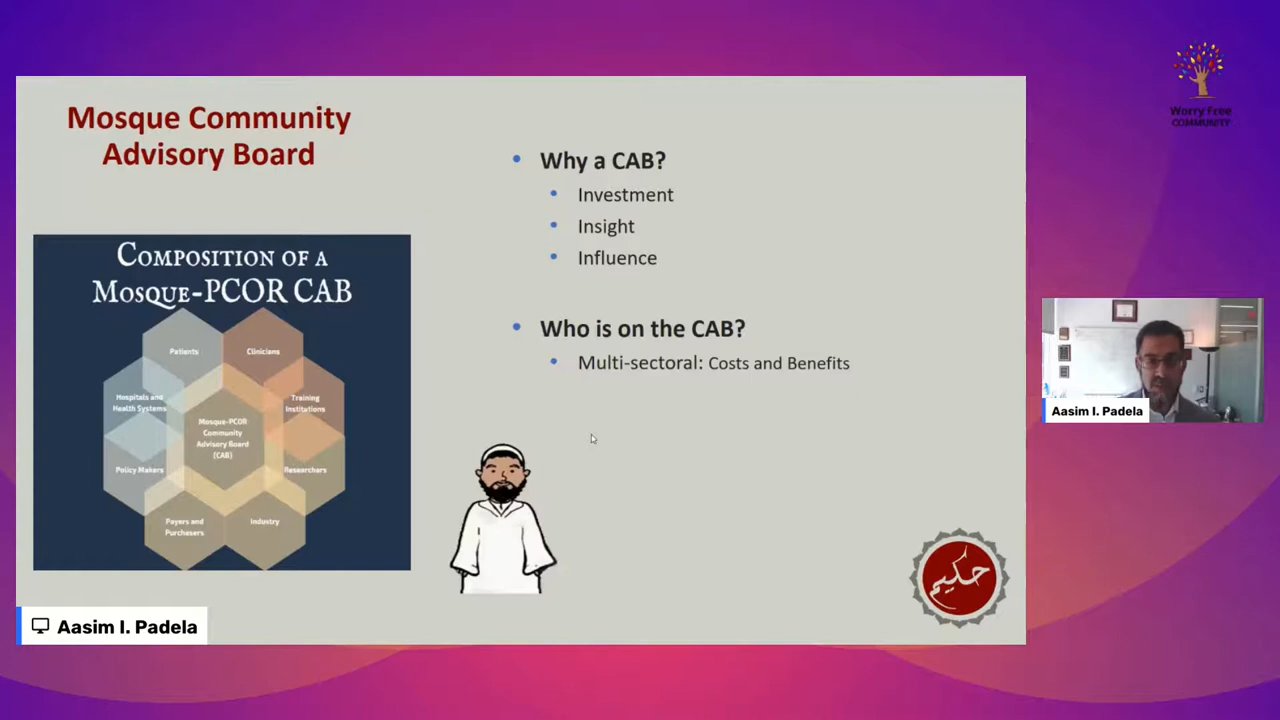 Mosque Community
Advisory Board
COMPOSITION OF A
MOSQUE-PCOR CAB
Patients
Clinicians
Hospitals and
Health Systems
Training
Institutions
Mosque-PCOR
Community
Advisory Board
(CAB)
Policy Makers
Researchers
Payers and
Purchasers
Industry
• Why a CAB?
• Investment
• Insight
• Influence
• Who is on the CAB?
• Multi-sectoral: Costs and Benefits
حكيم
Aasim I. Padela
Worry Free
COMMUNITY
Aasim I. Padela